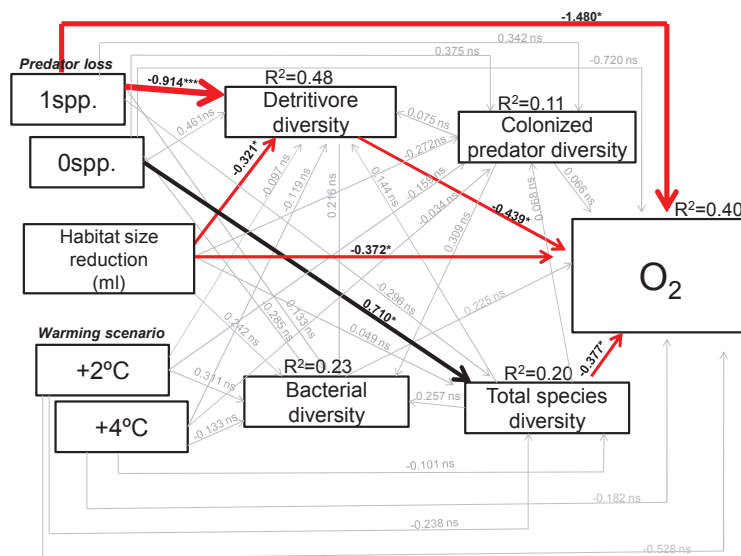 -1.480*
0.342 ns
0.375 ns
-0.720 ns
Predator loss
1spp.
-0.914***
R²=0.48
Detritivore
diversity
0.461ns
0.075 ns
R²=0.11
Colonized
predator diversity
0spp.
-0.321*
-0.097 ns
-0.119 ns
0.216 ns
0.144 ns
-0.272ns
-0.159 ns
-0.034 ns
0.066 ns
0.068 ns
-0.439*
R²=0.40
O₂
Habitat size
reduction
(ml)
-0.372*
0.309 ns
0.225 ns
0.710*
-0.296 ns
0.242 ns
-0.285 ns
0.133 ns
0.049 ns
-0.377*
Warming scenario
+2ºC
0.311ns
R²=0.23
Bacterial
diversity
0.257 ns
R²=0.20
Total species
diversity
+4ºC
-0.133 ns
-0.101 ns
-0.182 ns
-0.238 ns
-0.528 ns